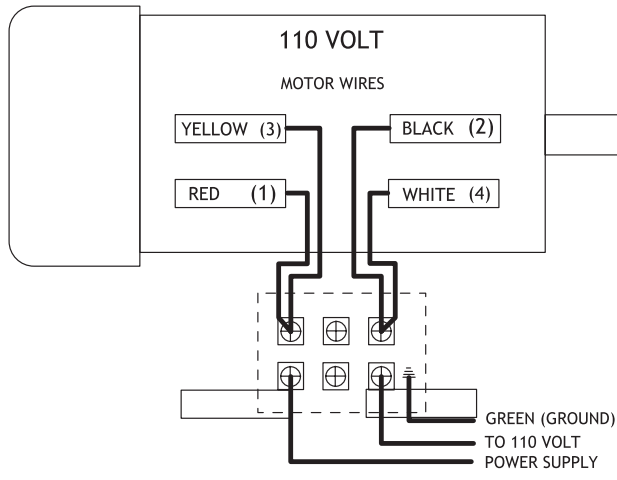 110 VOLT
MOTOR WIRES
YELLOW (3)
BLACK (2)
RED (1)
WHITE (4)
GREEN (GROUND)
TO 110 VOLT
POWER SUPPLY